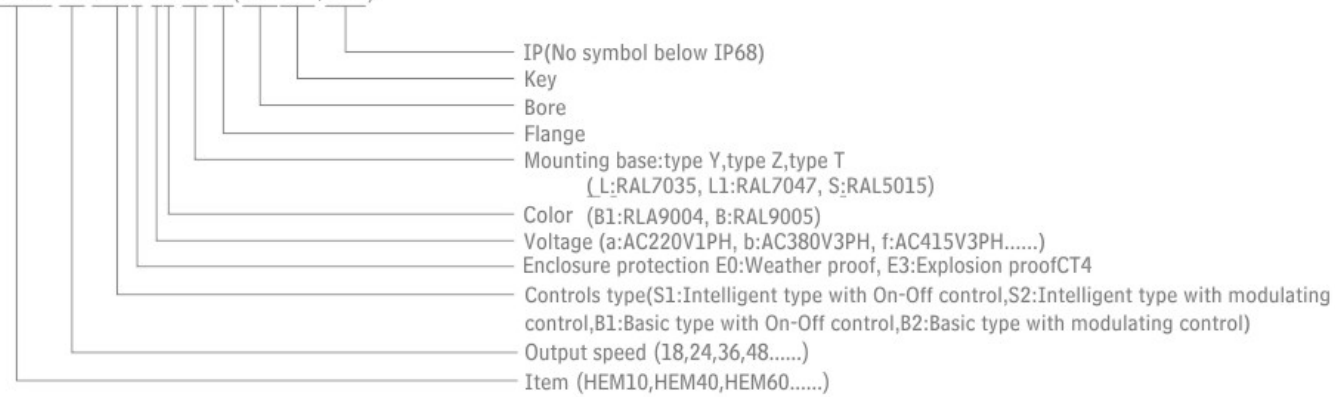 IP(No symbol below IP68)
Key
Bore
Flange
Mounting base:type Y,type Z,type T
( L:RAL7035, L1:RAL7047, S:RAL5015)
Color (B1:RLA9004, B:RAL9005)
Voltage (a:AC220V1PH, b:AC380V3PH, f:AC415V3PH......)
Enclosure protection E0:Weather proof, E3:Explosion proofCT4
Controls type(S1:Intelligent type with On-Off control,S2:Intelligent type with modulating
control,B1:Basic type with On-Off control,B2:Basic type with modulating control)
Output speed (18,24,36,48......)
Item (HEM10,HEM40,HEM60......)